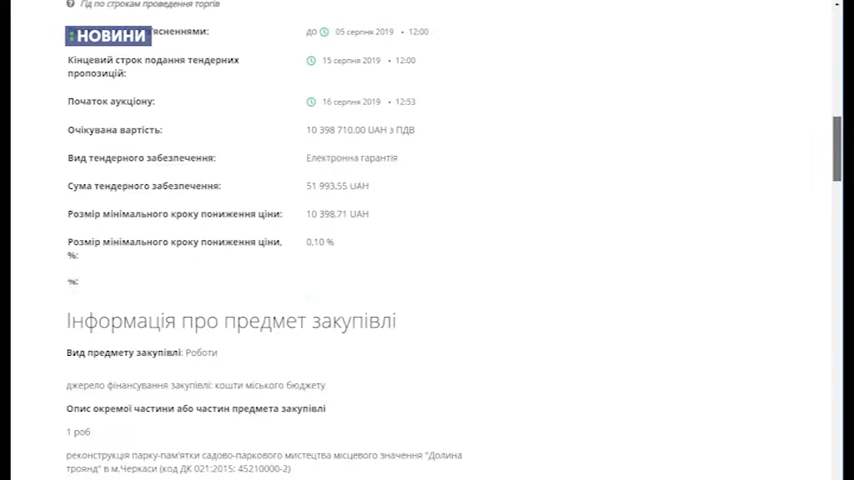 Гід по строкам проведення торгів
:НОВИНИ
ʼясненнями:
до 05 серпня 2019 • 12:00
Кінцевий строк подання тендерних
пропозицій:
15 серпня 2019 • 12:00
Початок аукціону:
16 серпня 2019 • 12:53
Очікувана вартість:
10 398 710,00 UAH з ПДВ
Вид тендерного забезпечення:
Електронна гарантія
Сума тендерного забезпечення:
51 993,55 UAH
Розмір мінімального кроку пониження ціни:
10 398,71 UAH
Розмір мінімального кроку пониження ціни,
%:
0,10 %
%:
Інформація про предмет закупівлі
Вид предмету закупівлі: Роботи
джерело фінансування закупівлі: кошти міського бюджету
Опис окремої частини або частин предмета закупівлі
1 роб
реконструкція парку-пам'ятки садово-паркового мистецтва місцевого значення "Долина
троянд" в м.Черкаси (код ДК 021:2015: 45210000-2)